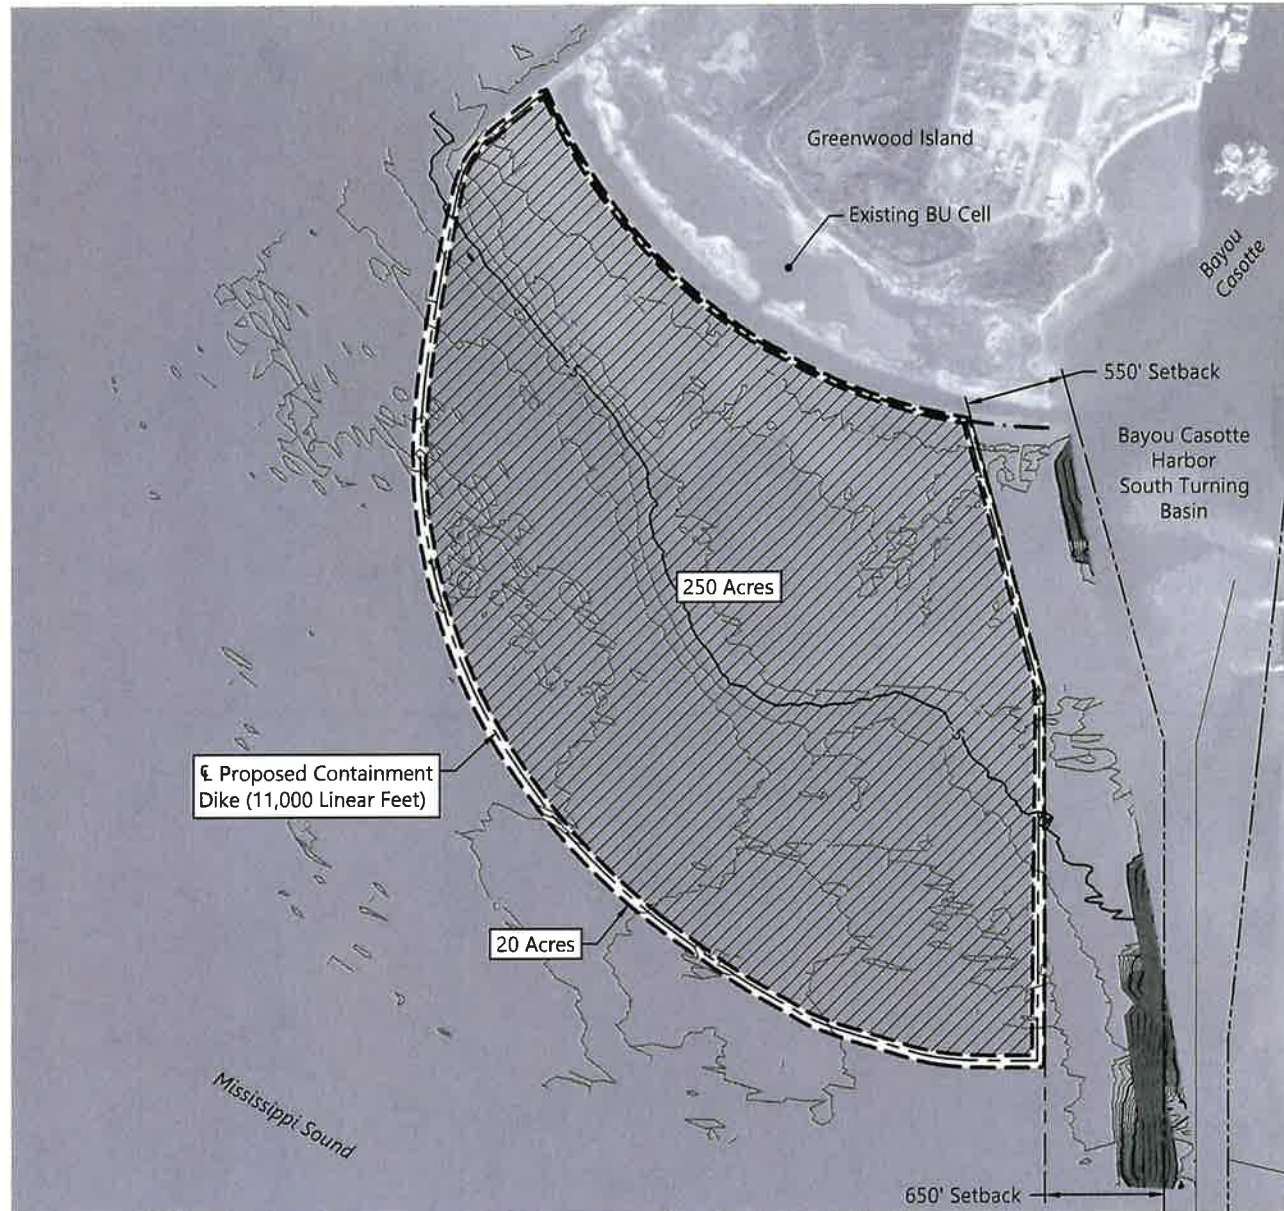 Greenwood Island
Existing BU Cell
Bayou
Casotte
550' Setback
Bayou Casotte
Harbor
South Turning
Basin
250 Acres
℄ Proposed Containment
Dike (11,000 Linear Feet)
20 Acres
Mississippi Sound
650' Setback